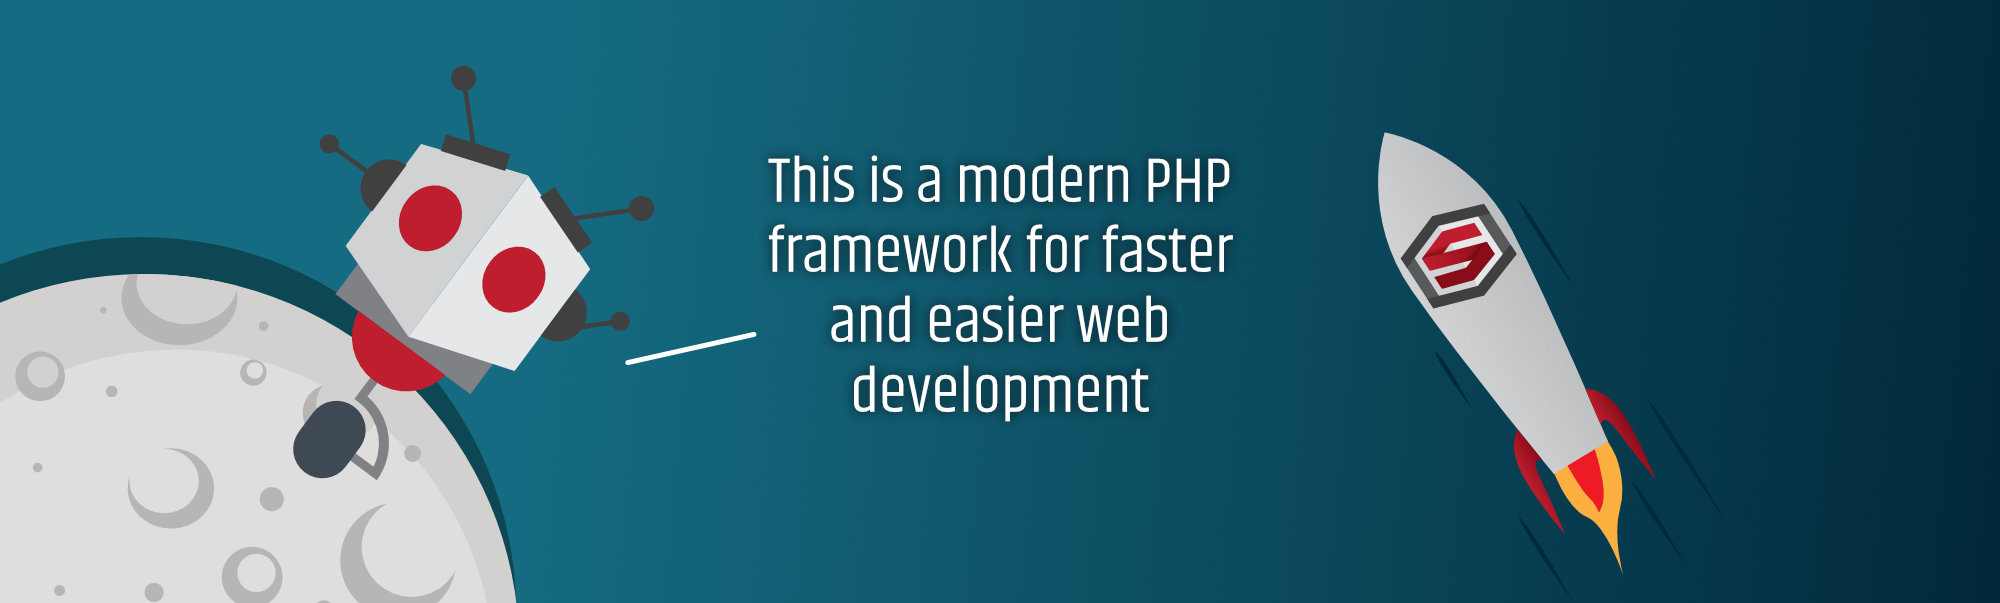 This is a modern PHP
framework for faster
and easier web
development